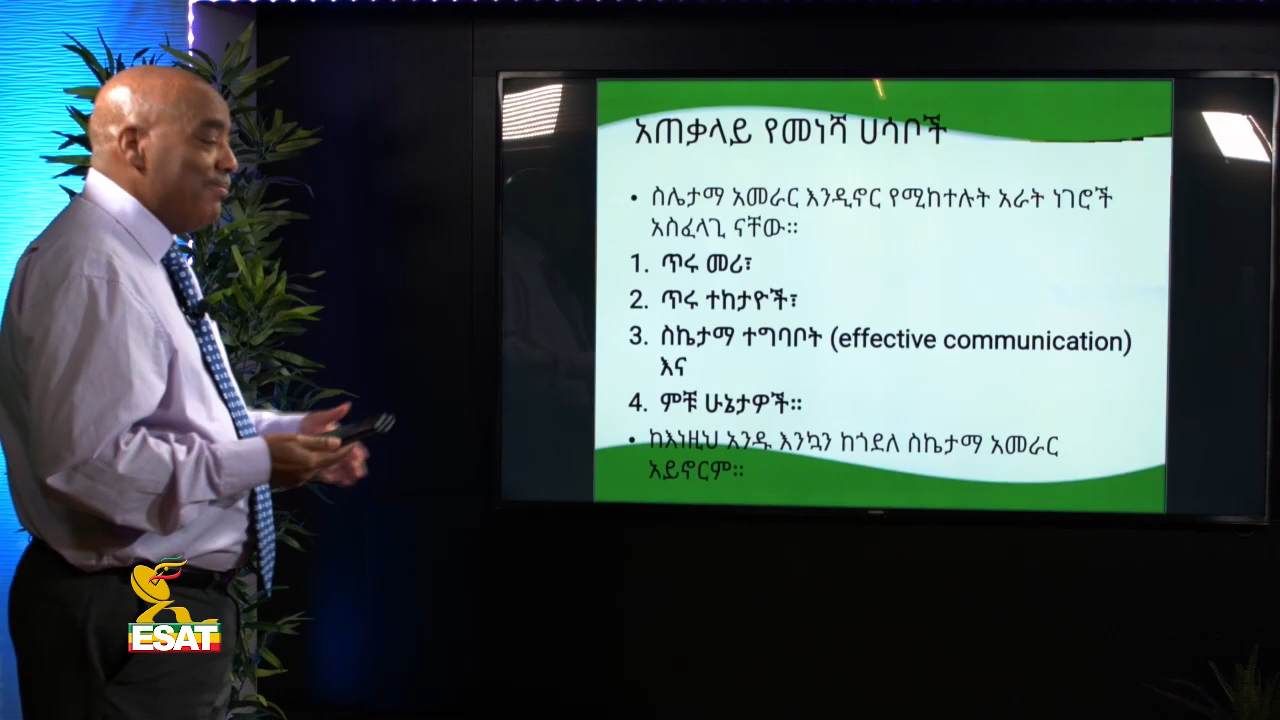 አጠቃላይ የመነሻ ሀሳቦች
• ስሌታማ አመራር እንዲኖር የሚከተሉት አራት ነገሮች
አስፈላጊ ናቸው።
1. ጥሩ መሪ፣
2. ጥሩ ተከታዮች፣
3. ስኬታማ ተግባቦት (effective communication)
እና
4. ምቹ ሁኔታዎች።
• ከእነዚህ አንዱ እንኳን ከጎደለ ስኬታማ አመራር
አይኖርም።
ESAT